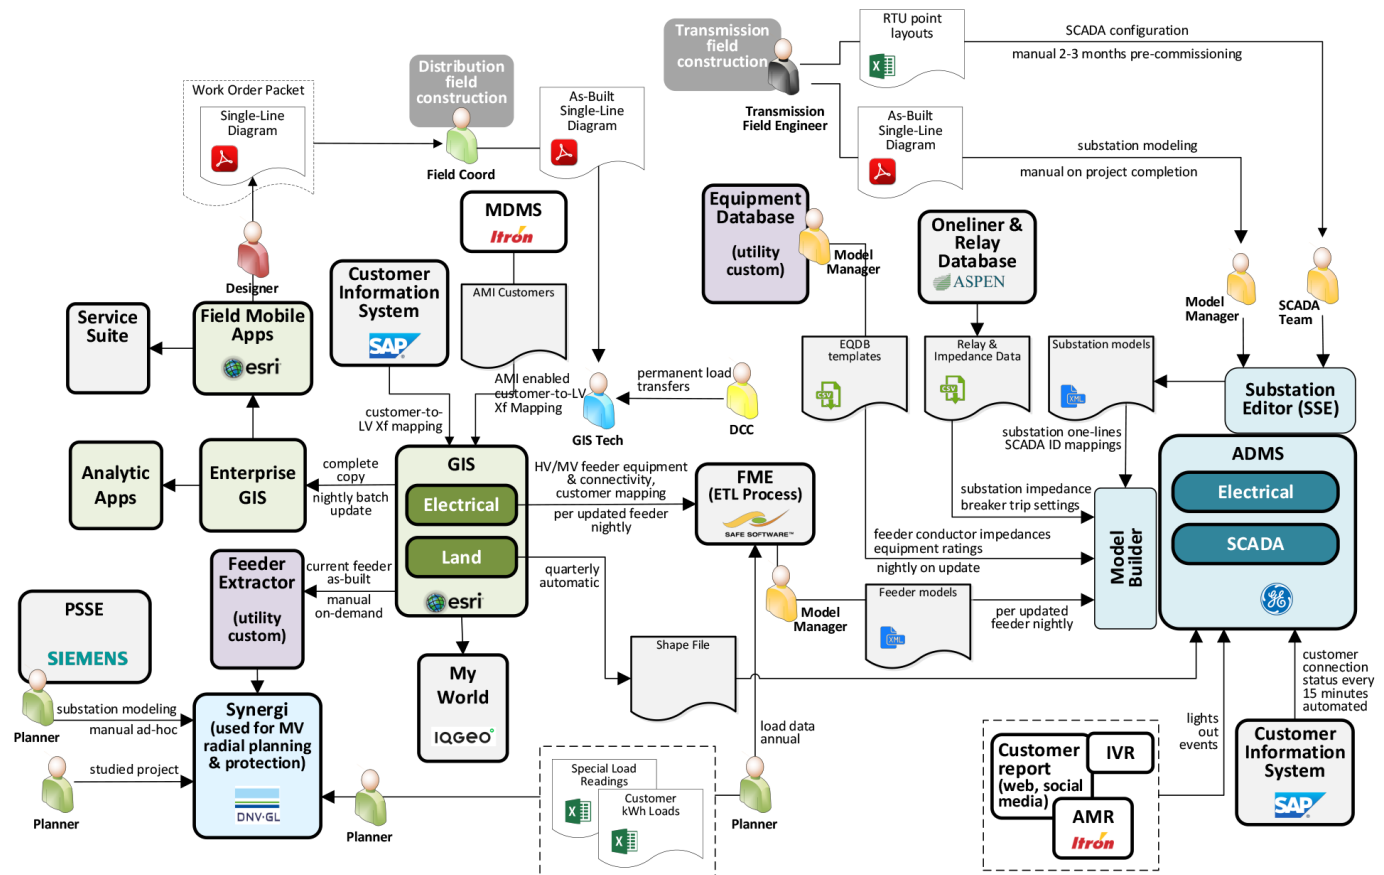 RTU point
layouts
SCADA configuration
manual 2-3 months pre-commissioning
Transmission
field
construction
Transmission
Field Engineer
As-Built
Single-Line
Diagram
substation modeling
manual on project completion
Work Order Packet
Single-Line
Diagram
Distribution
field
construction
Field Coord
As-Built
Single-Line
Diagram
Designer
MDMS
Itrón
AMI Customers
AMI enabled
customer-to-LV
Xf Mapping
Customer
Information
System
SAP
customer-to-
LV Xf mapping
Equipment
Database
(utility
custom)
Model
Manager
Oneliner &
Relay
Database
ASPEN
Model
Manager
SCADA
Team
Service
Suite
Field Mobile
Apps
esri
GIS Tech
permanent load
transfers
DCC
EQDB
templates
CSV
Relay &
Impedance Data
CSV
Substation models
XML
Substation
Editor (SSE)
substation one-lines
SCADA ID mappings
Analytic
Apps
Enterprise
GIS
complete
copy
nightly batch
update
GIS
Electrical
Land
esri
HV/MV feeder equipment
& connectivity,
customer mapping
per updated feeder
nightly
FME
(ETL Process)
SAFE SOFTWARE™
substation impedance
breaker trip settings
feeder conductor impedances
equipment ratings
nightly on update
Model
Builder
ADMS
Electrical
SCADA
GE
Feeder
Extractor
(utility
custom)
current feeder
as-built
manual
on-demand
quarterly
automatic
Model
Manager
Feeder models
XML
per updated
feeder nightly
PSSE
SIEMENS
Planner
substation modeling
manual ad-hoc
Planner
studied project
Synergi
(used for MV
radial planning
& protection)
DNV·GL
My
World
IQGEO
Shape File
Planner
Special Load
Readings
Customer
kWh Loads
load data
annual
Planner
customer
connection
status every
15 minutes
automated
lights
out
events
Customer
report
(web, social
media)
IVR
AMR
Itrón
Customer
Information
System
SAP